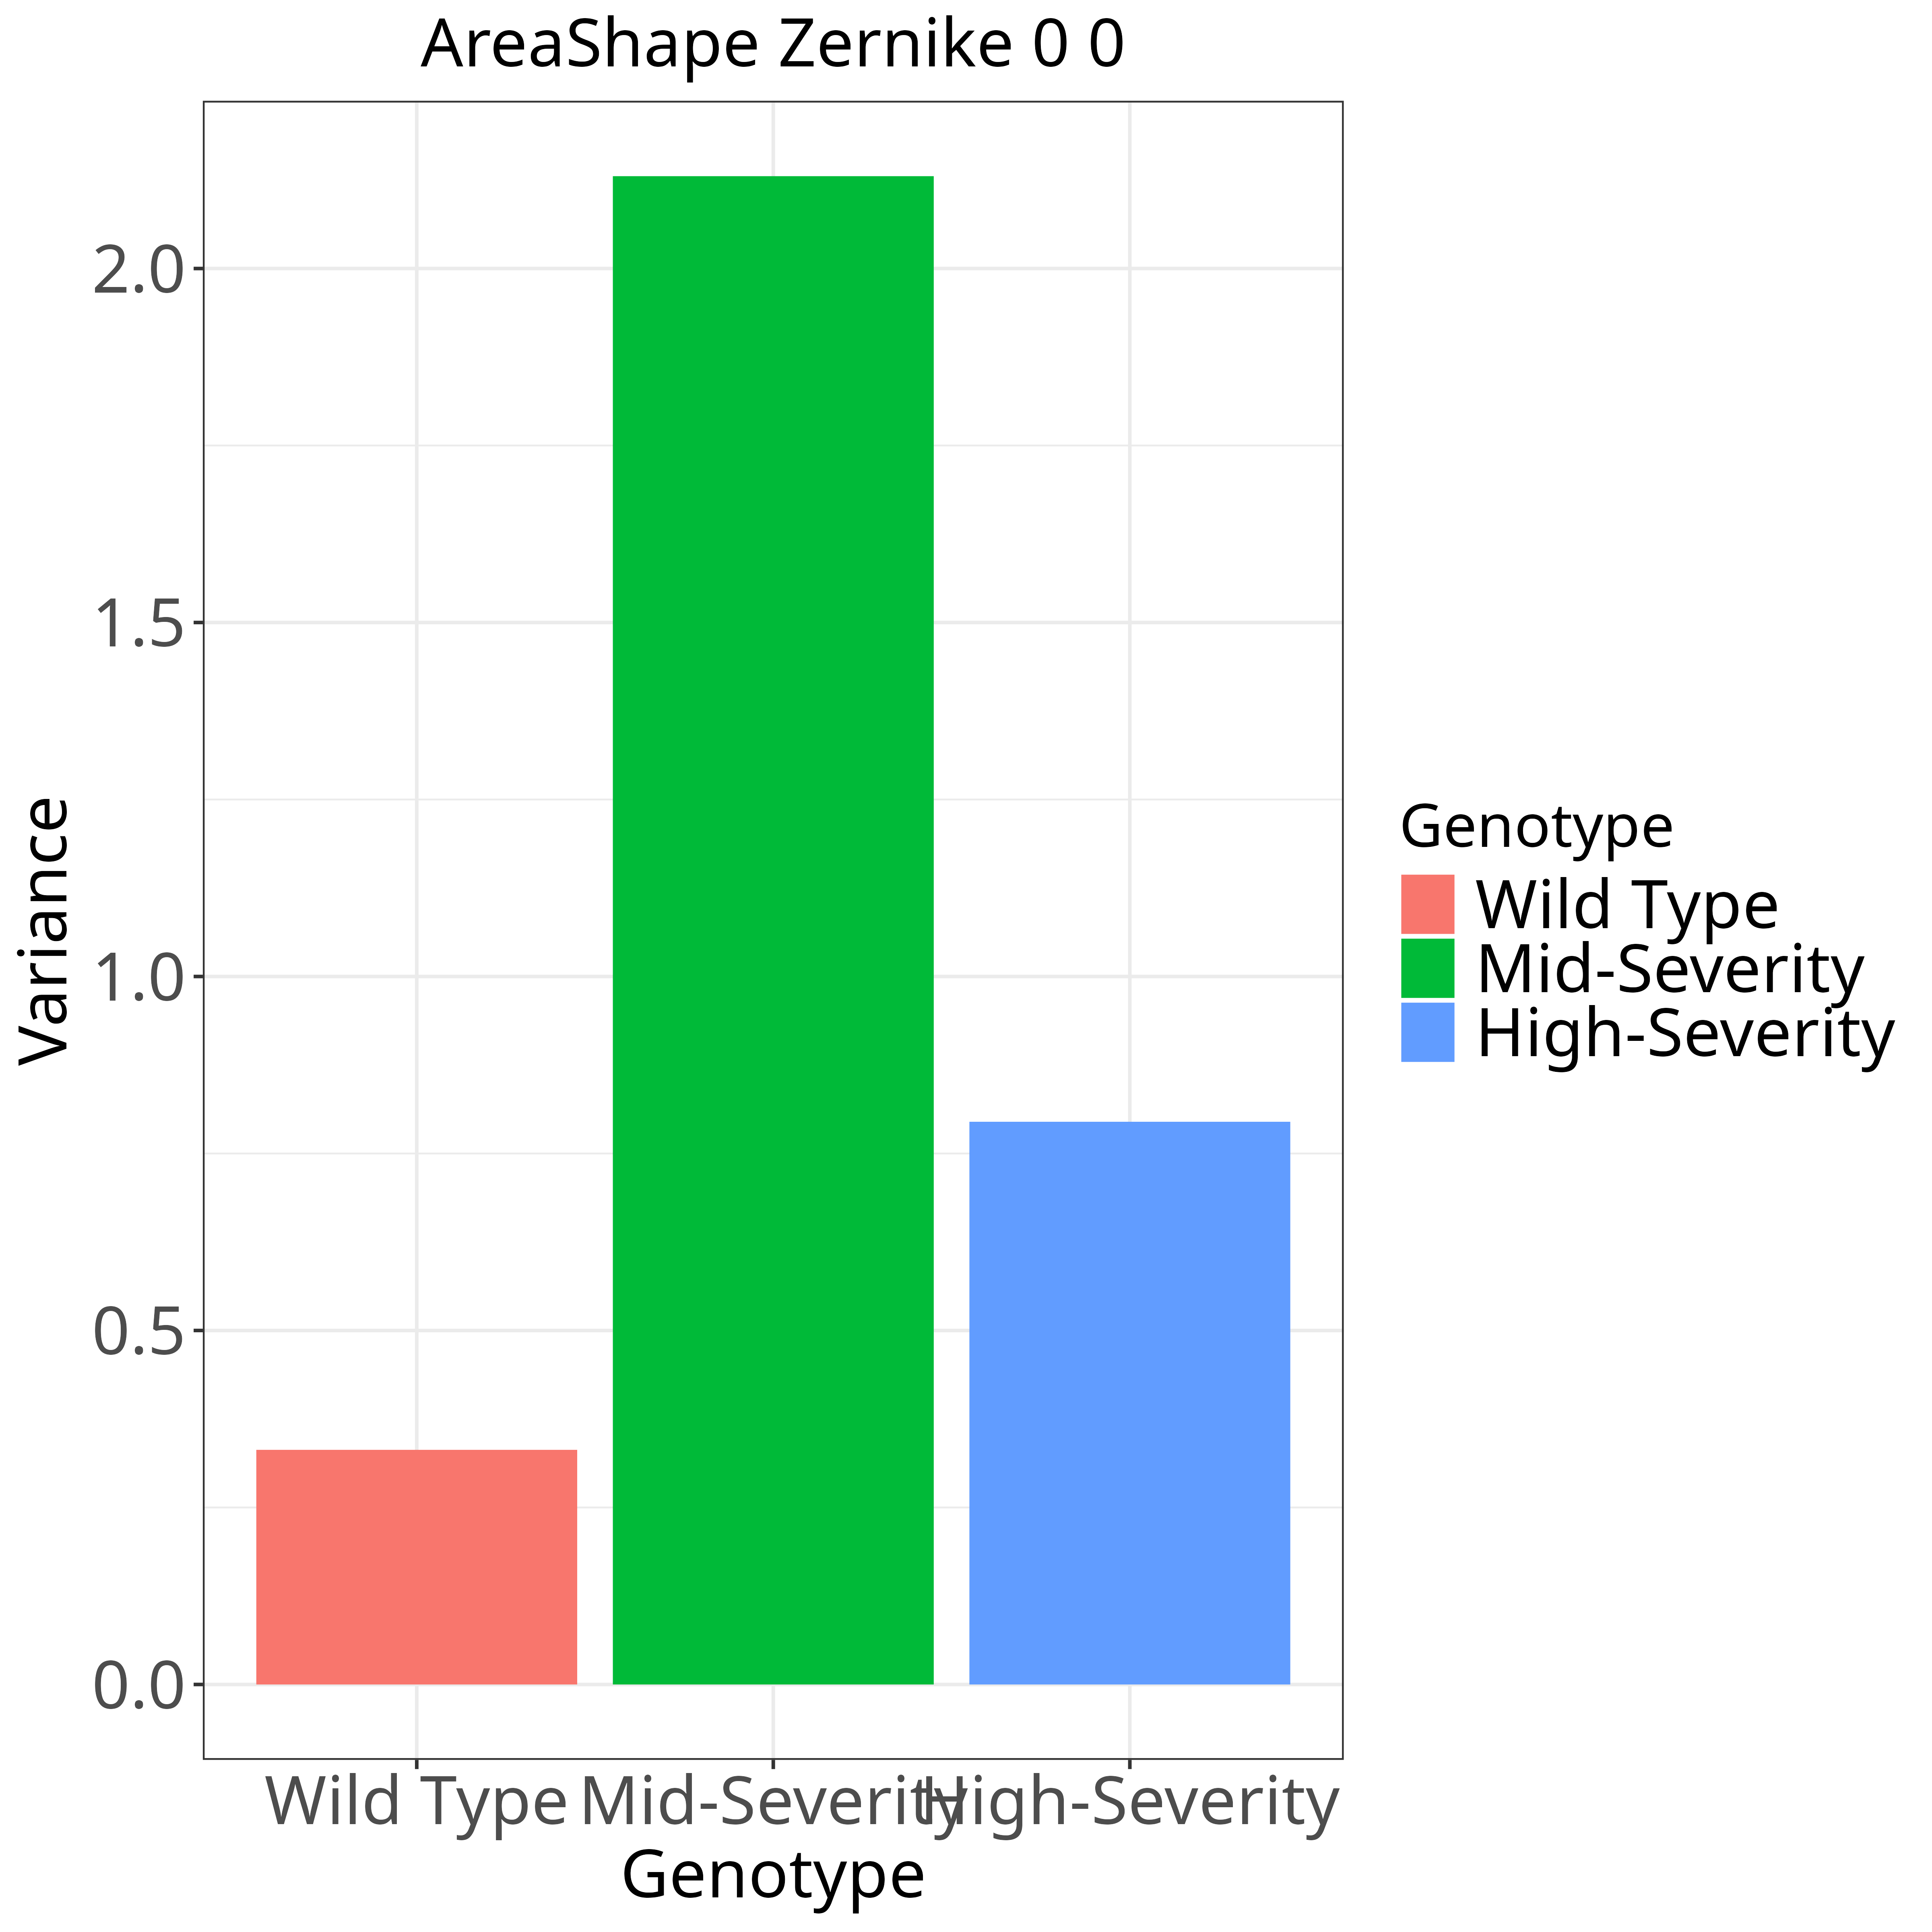 AreaShape Zernike 0 0
Variance
2.0
1.5
1.0
0.5
0.0
Wild Type Mid-Severity High-Severity
Genotype
Genotype
Wild Type
Mid-Severity
High-Severity